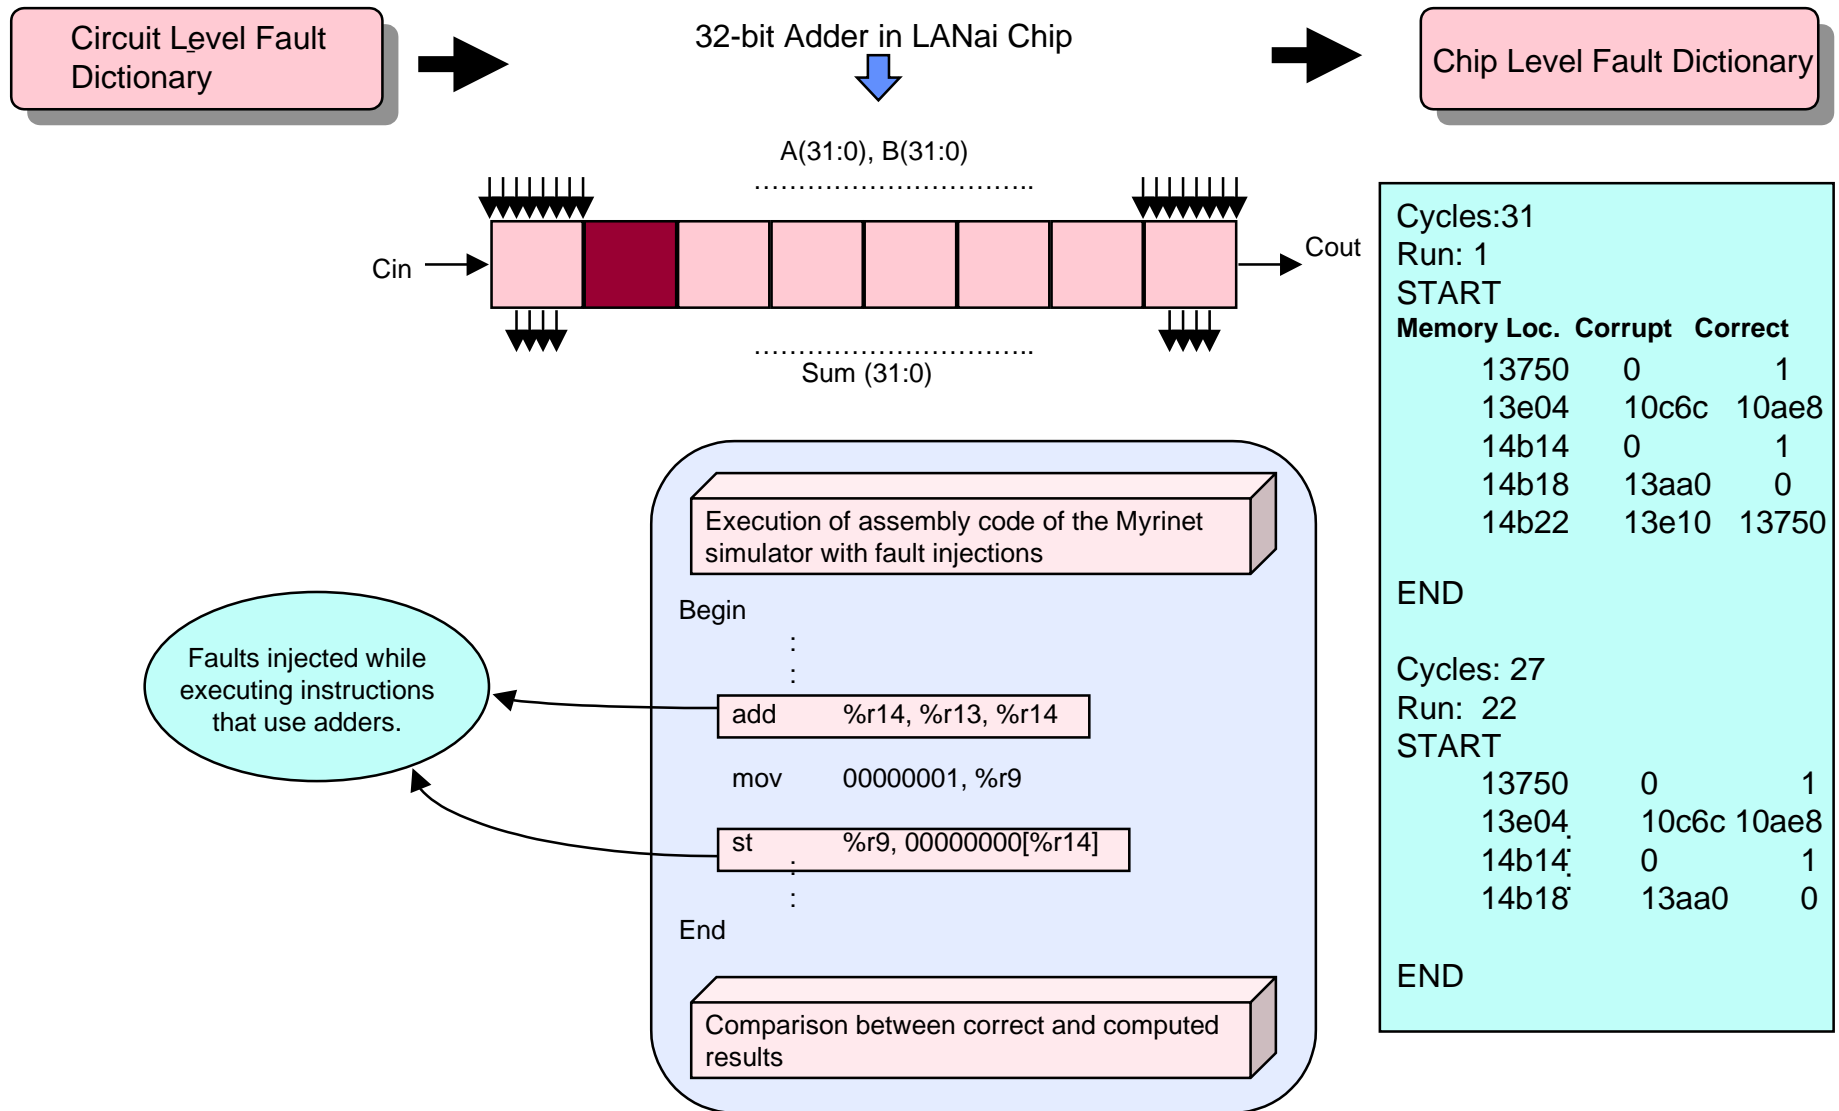 Circuit Level Fault
Dictionary
32-bit Adder in LANai Chip
Chip Level Fault Dictionary
A(31:0), B(31:0)
…………………………..
Cin
Cout
…………………………..
Sum (31:0)
Execution of assembly code of the Myrinet
simulator with fault injections
Begin
:
:
add %r14, %r13, %r14
mov 00000001, %r9
st %r9, 00000000[%r14]
:
:
End
Comparison between correct and computed
results
Faults injected while
executing instructions
that use adders.
Cycles:31
Run: 1
START
Memory Loc. Corrupt Correct
13750 0 1
13e04 10c6c 10ae8
14b14 0 1
14b18 13aa0 0
14b22 13e10 13750
END
Cycles: 27
Run: 22
START
13750 0 1
13e04 10c6c 10ae8
:
14b14 0 1
:
14b18 13aa0 0
END